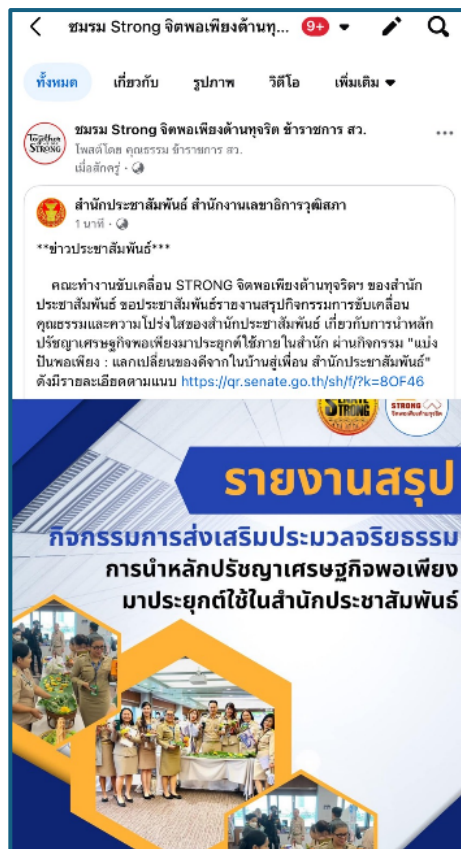 ชมรม Strong จิตพอเพียงด้านทุ... 9+
ทั้งหมด เกี่ยวกับ รูปภาพ วิดีโอ เพิ่มเติม
Together
STRONG
ชมรม Strong จิตพอเพียงด้านทุจริต ข้าราชการ สว.
โพสต์โดย คุณธรรม ข้าราชการ สว.
เมื่อสักครู่ ·
สำนักประชาสัมพันธ์ สำนักงานเลขาธิการวุฒิสภา
1 นาที ·
**ข่าวประชาสัมพันธ์***
คณะทำงานขับเคลื่อน STRONG จิตพอเพียงด้านทุจริตฯ ของสำนัก
ประชาสัมพันธ์ ขอประชาสัมพันธ์รายงานสรุปกิจกรรมการขับเคลื่อน
คุณธรรมและความโปร่งใสของสำนักประชาสัมพันธ์ เกี่ยวกับการนำหลัก
ปรัชญาเศรษฐกิจพอเพียงมาประยุกต์ใช้ภายในสำนัก ผ่านกิจกรรม "แบ่ง
ปันพอเพียง : แลกเปลี่ยนของดีจากในบ้านสู่เพื่อน สำนักประชาสัมพันธ์"
ดังมีรายละเอียดตามแนบ https://qr.senate.go.th/sh/f/?k=8OF46
STRONG
STRONG
จิตพอเพียงต้านทุจริต
รายงานสรุป
กิจกรรมการส่งเสริมประมวลจริยธรรม
การนำหลักปรัชญาเศรษฐกิจพอเพียง
มาประยุกต์ใช้ในสำนักประชาสัมพันธ์